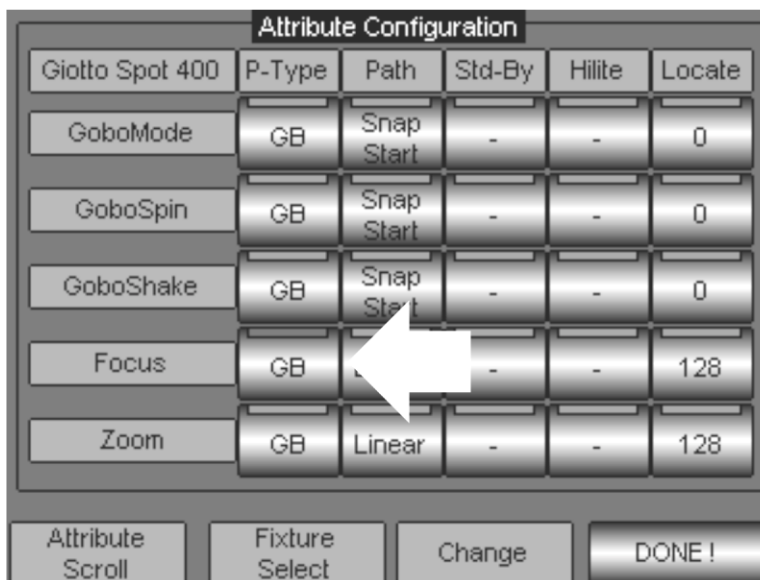 Attribute Configuration
Giotto Spot 400 P-Type Path Std-By Hilite Locate
GoboMode GB Snap Start - - 0
GoboSpin GB Snap Start - - 0
GoboShake GB Snap Start - - 0
Focus GB - - 128
Zoom GB Linear - - 128
Attribute Scroll Fixture Select Change DONE !